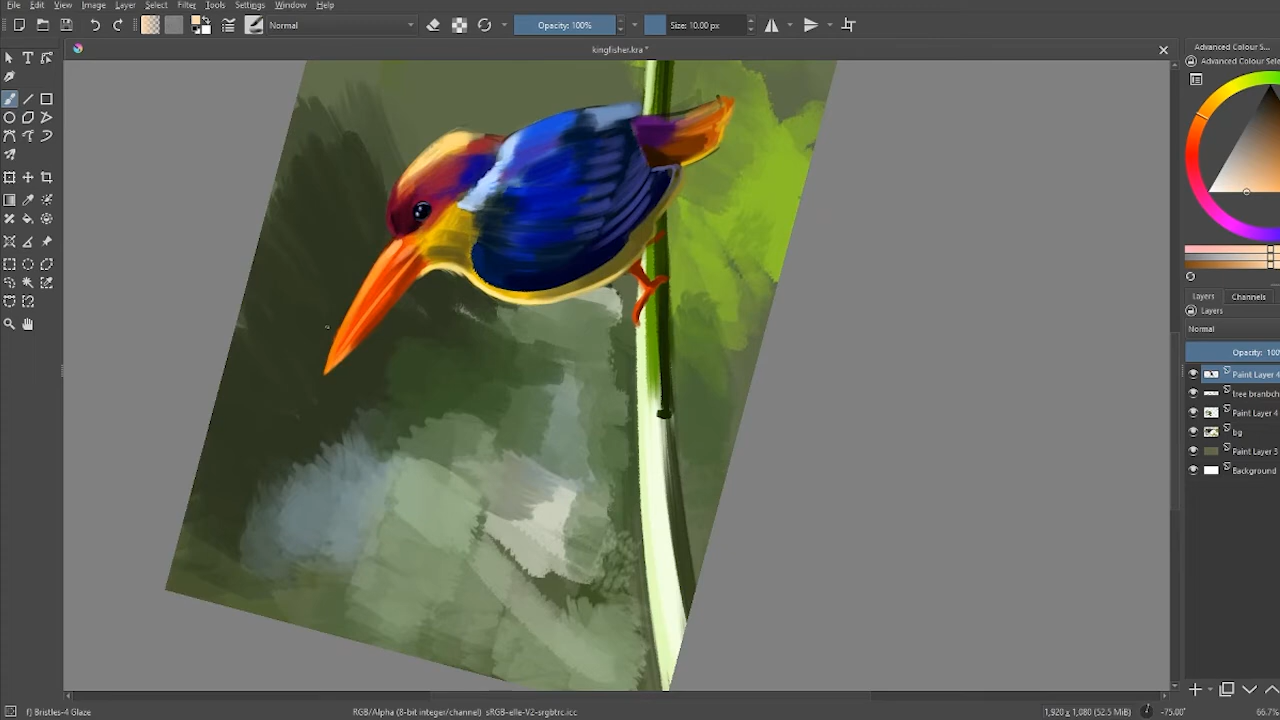 File Edit View Image Layer Select Filter Tools Settings Window Help
Normal Opacity: 100% Size: 10.00 px
kingfisher.kra *
Advanced Colour S...
Advanced Colour Sele
Layers Channels
Layers
Normal
Opacity: 100
Paint Layer 4
tree branbch
Paint Layer 4
bg
Paint Layer 3
Background
f) Bristles-4 Glaze RGB/Alpha (8-bit integer/channel) sRGB-elle-V2-srgbtrc.icc 1,920 x 1,080 (52.5 MiB) -75.00° 66.7%